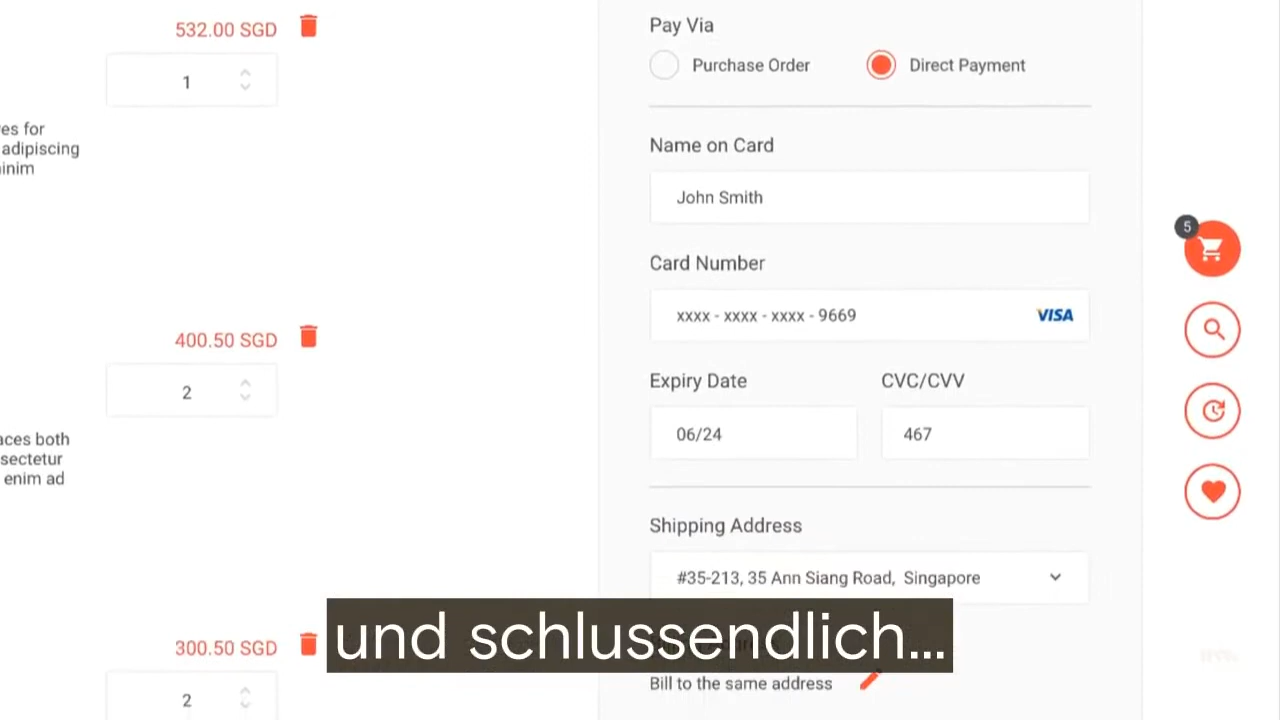 532.00 SGD
1
es for
adipiscing
inim
400.50 SGD
2
aces both
sectetur
enim ad
300.50 SGD
2
Pay Via
Purchase Order
Direct Payment
Name on Card
John Smith
Card Number
xxxx - xxxx - xxxx - 9669
VISA
Expiry Date
CVC/CVV
06/24
467
Shipping Address
#35-213, 35 Ann Siang Road, Singapore
Bill to the same address
5
und schlussendlich...